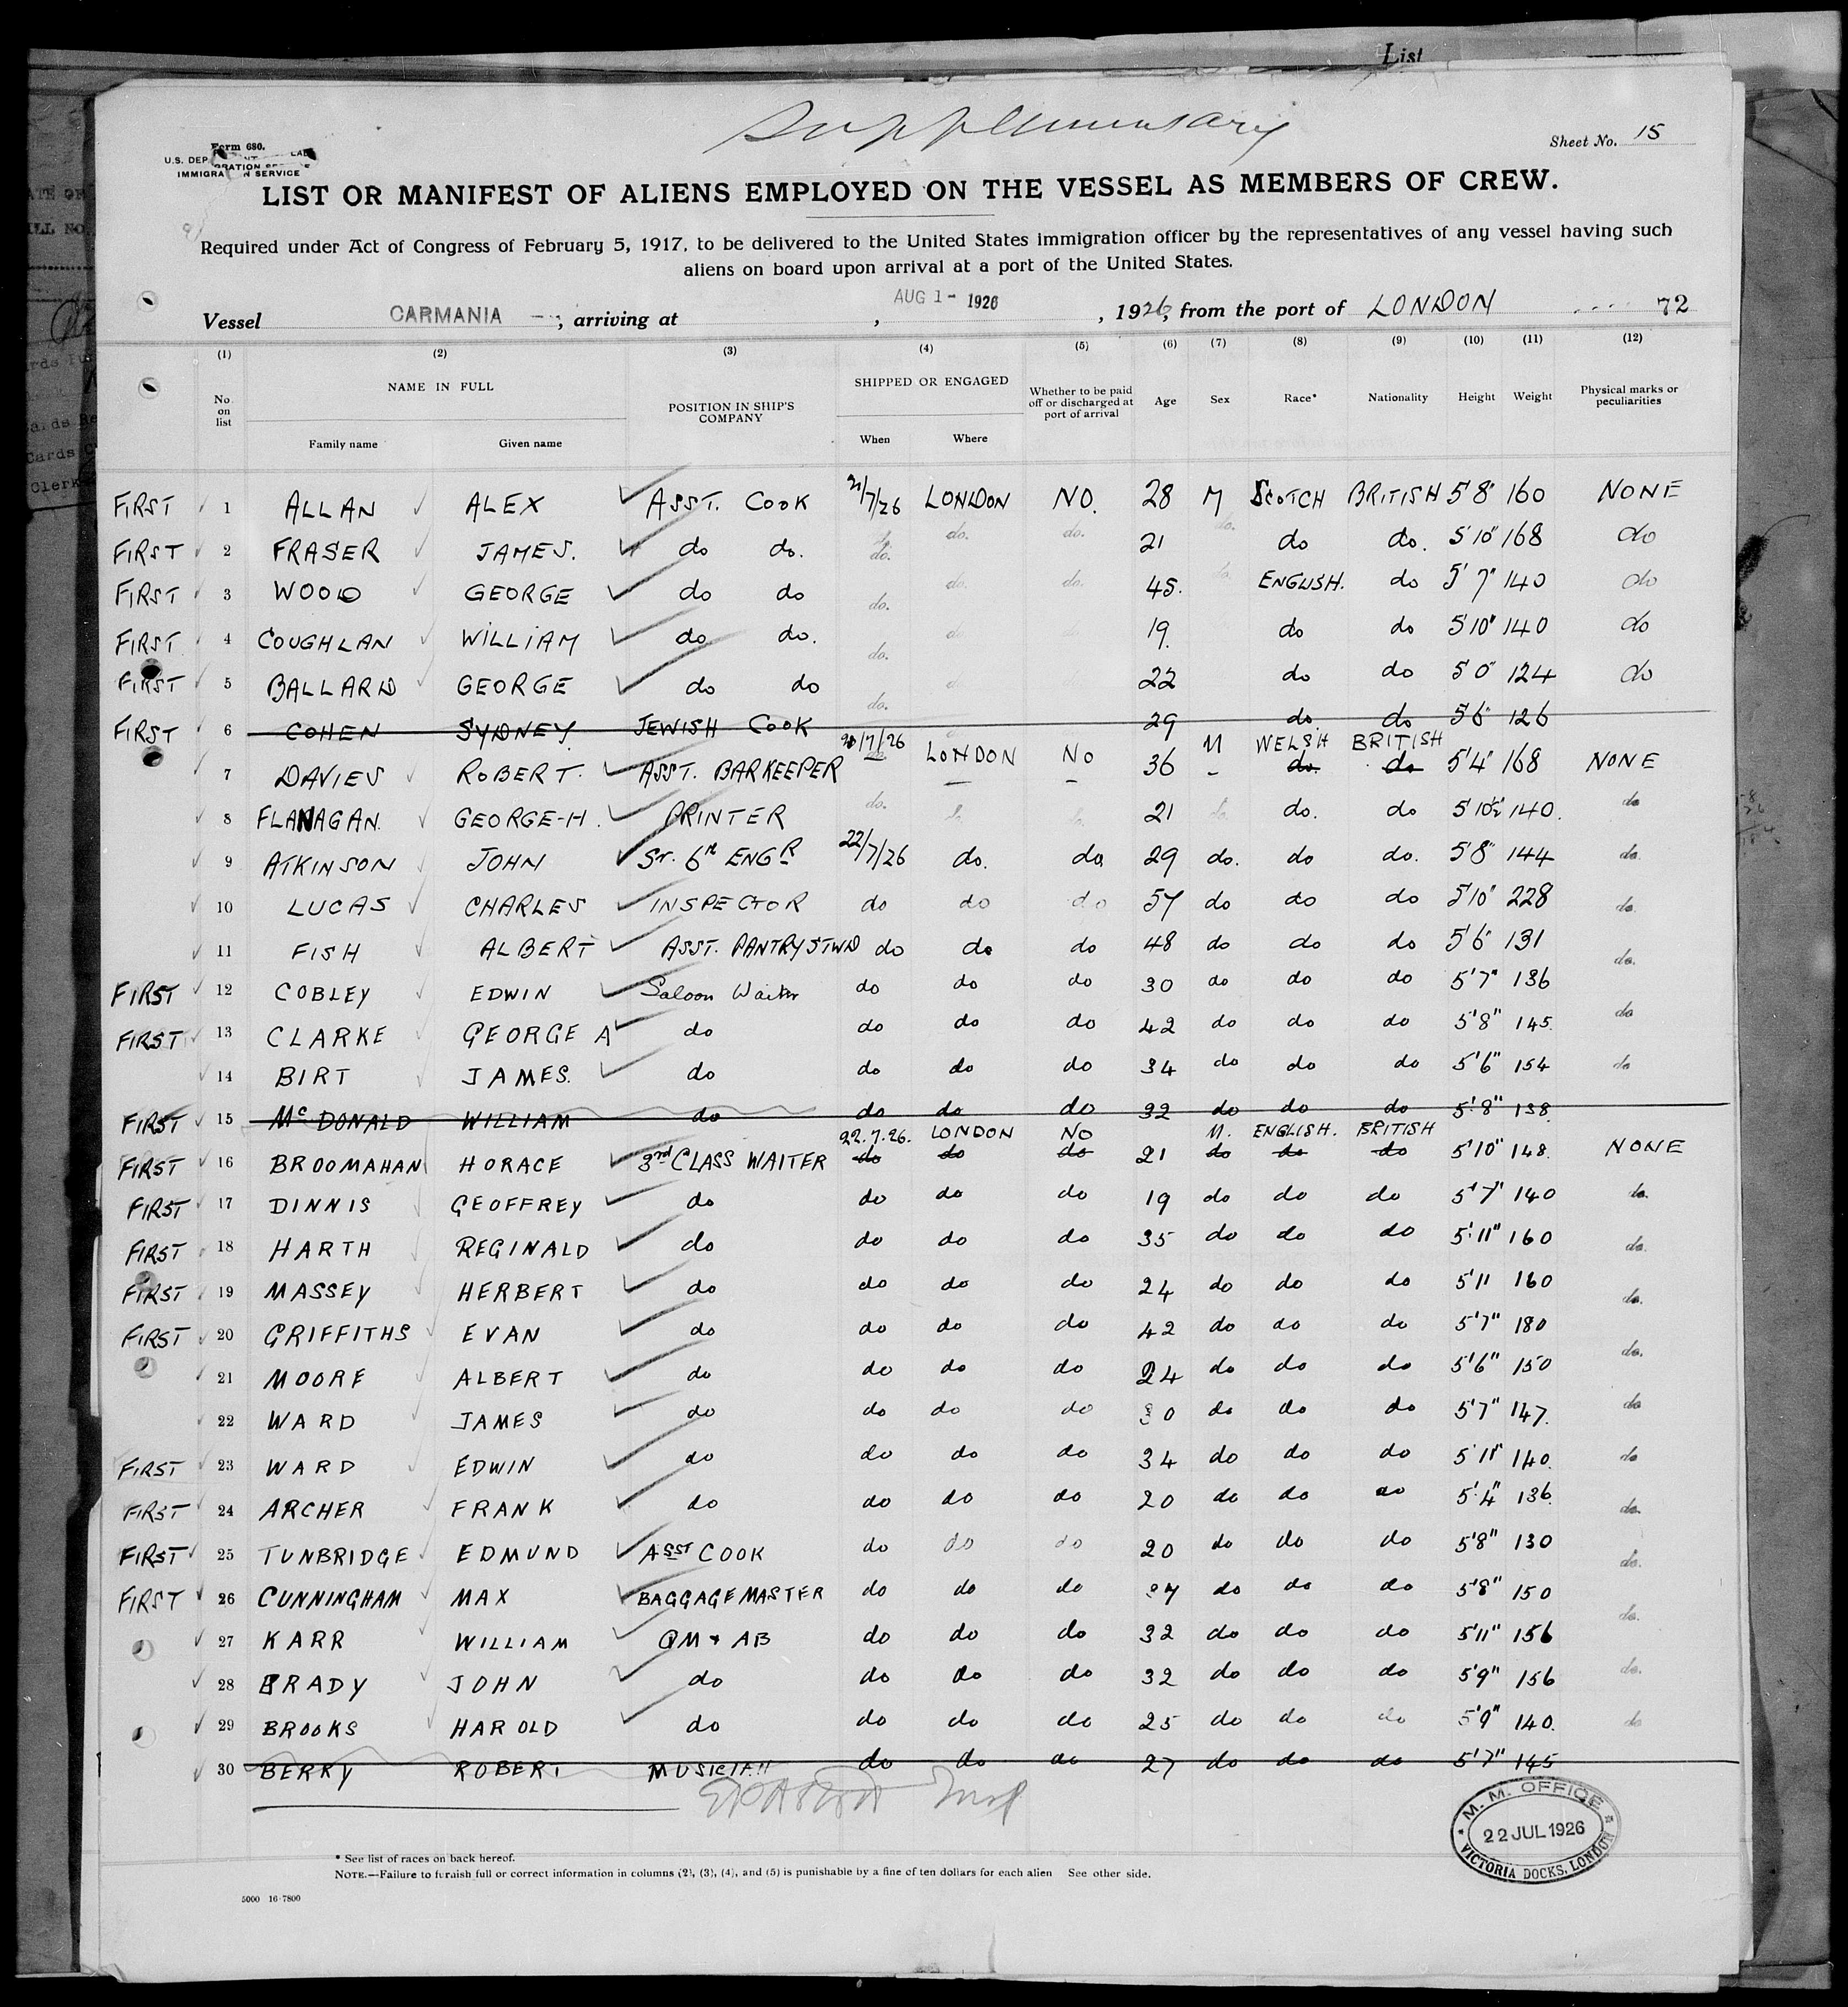 List
Supplementary
Form 680.
Sheet No. 15
U.S. DEP
IMMIGRATION SERVICE
LIST OR MANIFEST OF ALIENS EMPLOYED ON THE VESSEL AS MEMBERS OF CREW.
Required under Act of Congress of February 5, 1917, to be delivered to the United States immigration officer by the representatives of any vessel having such
aliens on board upon arrival at a port of the United States.
Vessel CARMANIA, arriving at , AUG 1 - 1926, 1926, from the port of LONDON 72
(1) (2) (3) (4) (5) (6) (7) (8) (9) (10) (11) (12)
No. on list NAME IN FULL POSITION IN SHIP'S COMPANY SHIPPED OR ENGAGED Whether to be paid off or discharged at port of arrival Age Sex Race* Nationality Height Weight Physical marks or peculiarities
Family name Given name When Where
FIRST 1 ALLAN ALEX ASST. COOK 21/7/26 LONDON NO. 28 M SCOTCH BRITISH 5'8" 160 NONE
FIRST 2 FRASER JAMES. do do. do. do. do. 21 do. do do. 5'10" 168 do
FIRST 3 WOOD GEORGE do do do. do. do. 45. do. ENGLISH. do 5'7" 140 do
FIRST 4 COUGHLAN WILLIAM do do. do. 19. do do 5'10" 140 do
FIRST 5 BALLARD GEORGE do do do. 22 do do 5'0" 124 do
FIRST 6 COHEN SYDNEY. JEWISH COOK 29 do. do 5'6" 126
7 DAVIES ROBERT. ASST. BARKEEPER LONDON NO 36 M WELSH BRITISH do. do 5'4" 168 NONE
8 FLANAGAN. GEORGE-H. PRINTER do. 21 do. do 5'10½" 140. do
9 ATKINSON JOHN Sr. 6th ENGR 22/7/26 do. do. 29 do. do do. 5'8" 144 do.
10 LUCAS CHARLES INSPECTOR do do do 57 do do do 5'10" 228 do.
11 FISH ALBERT ASST. PANTRY STWD do do do 48 do do do 5'6" 131 do.
FIRST 12 COBLEY EDWIN Saloon Waiter do do do 30 do do do 5'7" 136
FIRST 13 CLARKE GEORGE A do do do do 42 do do do 5'8" 145. do
14 BIRT JAMES. do do do do 34 do do do 5'6" 154 do
FIRST 15 McDONALD WILLIAM do do do do 32 do do do 5'8" 138
22.7.26. LONDON NO M. ENGLISH. BRITISH
FIRST 16 BROOMAHAN HORACE 3rd CLASS WAITER do do do 21 do do do 5'10" 148. NONE
FIRST 17 DINNIS GEOFFREY do do do do 19 do do do 5'7" 140 do.
FIRST 18 HARTH REGINALD do do do do 35 do do do 5'11" 160 do.
FIRST 19 MASSEY HERBERT do do do do 24 do do do 5'11 160 do.
FIRST 20 GRIFFITHS EVAN do do do do 42 do do do 5'7" 180
21 MOORE ALBERT do do do do 24 do do do 5'6" 150 do.
22 WARD JAMES do do do do 30 do do do 5'7" 147. do
FIRST 23 WARD EDWIN do do do do 34 do do do 5'11" 140. do
FIRST 24 ARCHER FRANK do do do do 20 do do do 5'4" 136. do.
FIRST 25 TUNBRIDGE EDMUND ASST COOK do do do 20 do do do 5'8" 130 do.
FIRST 26 CUNNINGHAM MAX BAGGAGE MASTER do do do do do do 5'8" 150
27 KARR WILLIAM QM & AB do do do 32 do do do 5'11" 156 do.
28 BRADY JOHN do do do do 32 do do do 5'9" 156 do.
29 BROOKS HAROLD do do do do 25 do do do 5'9" 140. do
30 BERRY ROBERT MUSICIAN do do do 27 do do do 5'7" 145
M. M. OFFICE
22 JUL 1926
VICTORIA DOCKS, LONDON
* See list of races on back hereof.
NOTE.—Failure to furnish full or correct information in columns (2), (3), (4), and (5) is punishable by a fine of ten dollars for each alien See other side.
5000 16-7800